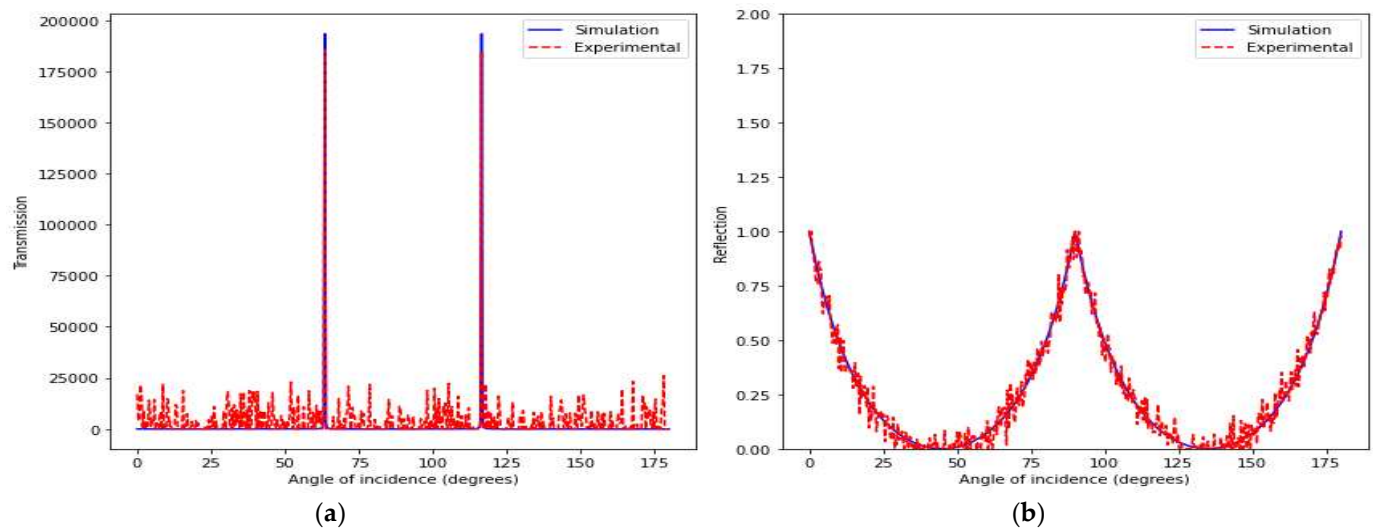 200000
175000
150000
125000
100000
75000
50000
25000
0
Transmission
Simulation
Experimental
0 25 50 75 100 125 150 175
Angle of incidence (degrees)
(a)
2.00
1.75
1.50
1.25
1.00
0.75
0.50
0.25
0.00
Reflection
Simulation
Experimental
0 25 50 75 100 125 150 175
Angle of incidence (degrees)
(b)